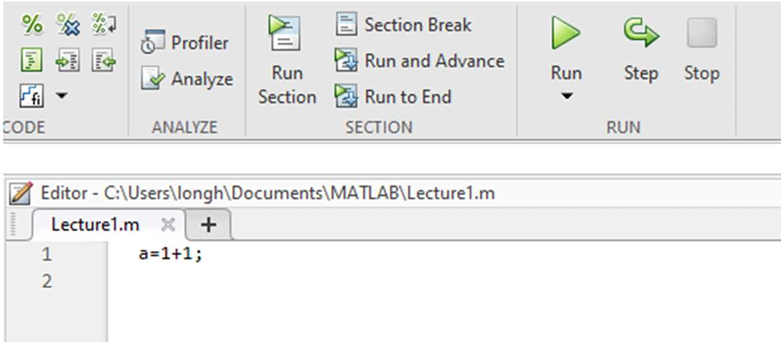 Profiler
Analyze
Run
Section
Section Break
Run and Advance
Run to End
Run
Step
Stop
CODE
ANALYZE
SECTION
RUN
Editor - C:\Users\longh\Documents\MATLAB\Lecture1.m
Lecture1.m × +
1 a=1+1;
2